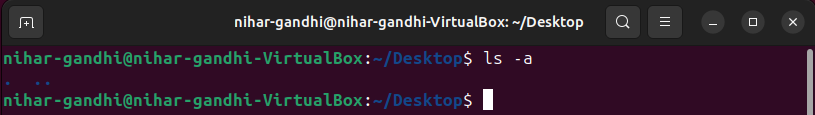 nihar-gandhi@nihar-gandhi-VirtualBox: ~/Desktop
nihar-gandhi@nihar-gandhi-VirtualBox:~/Desktop$ ls -a
.  ..
nihar-gandhi@nihar-gandhi-VirtualBox:~/Desktop$